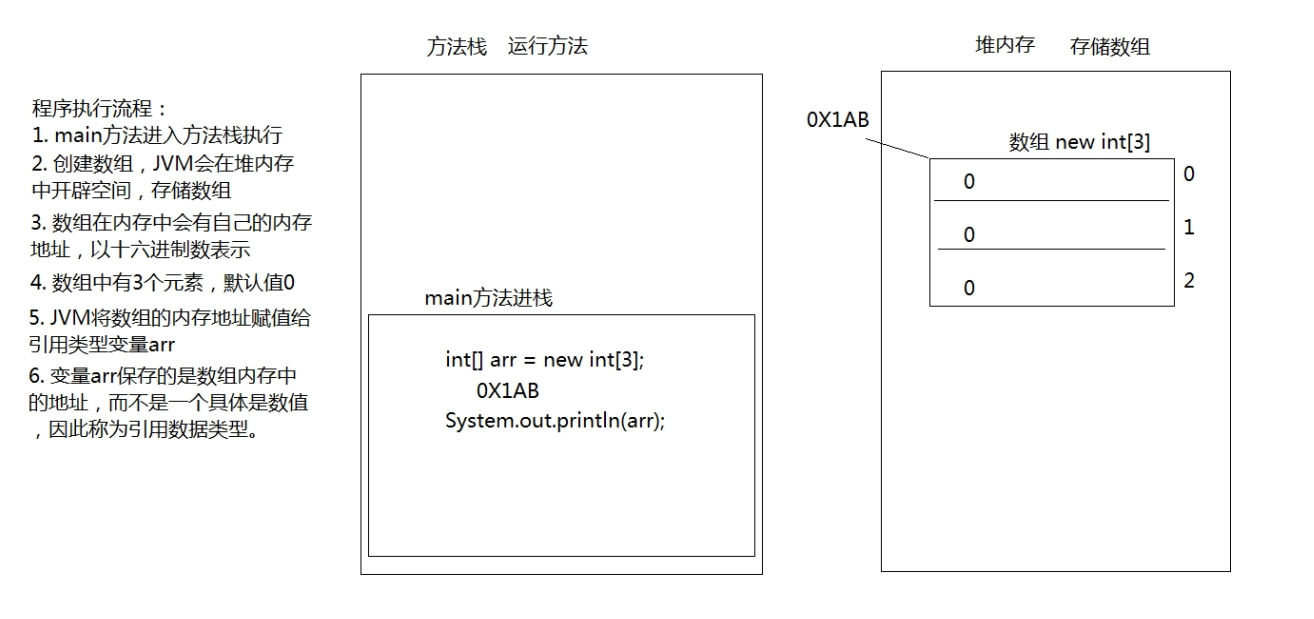 方法栈 运行方法
堆内存 存储数组
程序执行流程：
1. main方法进入方法栈执行
2. 创建数组，JVM会在堆内存
中开辟空间，存储数组
3. 数组在内存中会有自己的内存
地址，以十六进制数表示
4. 数组中有3个元素，默认值0
5. JVM将数组的内存地址赋值给
引用类型变量arr
6. 变量arr保存的是数组内存中
的地址，而不是一个具体是数值
，因此称为引用数据类型。
main方法进栈
int[] arr = new int[3];
0X1AB
System.out.println(arr);
0X1AB
数组 new int[3]
0 0
0 1
0 2